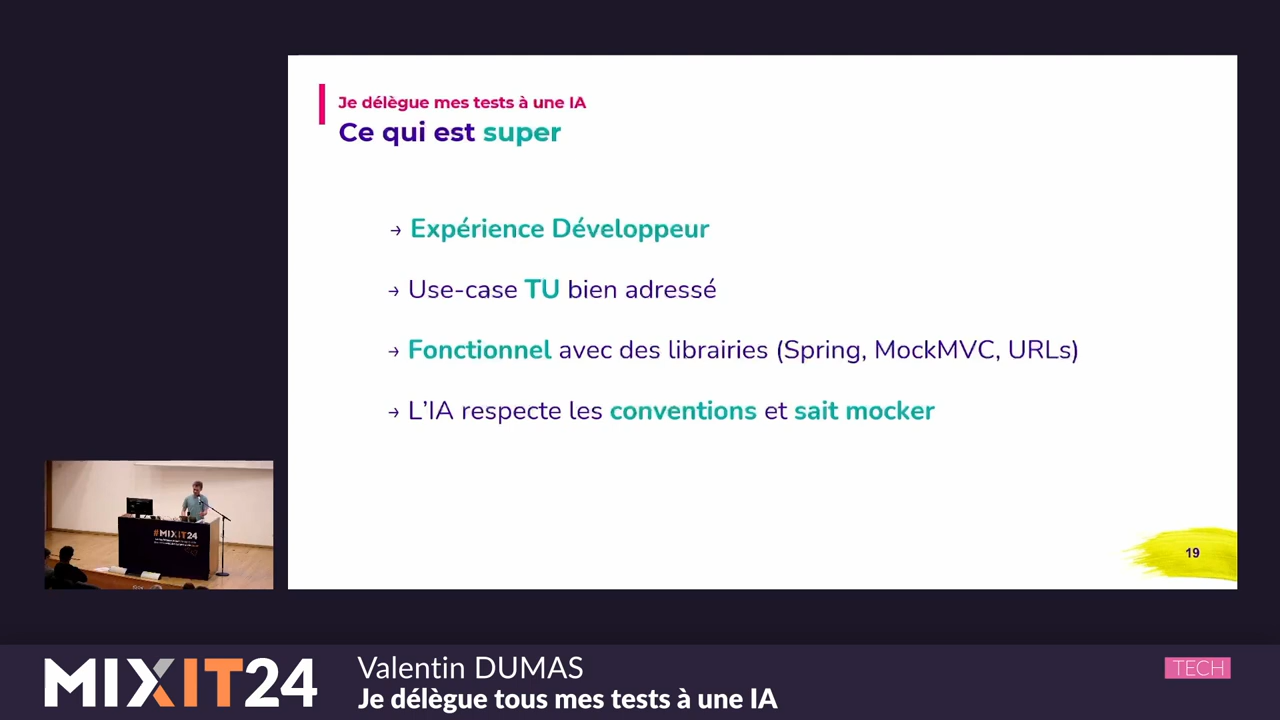 Je délègue mes tests à une IA
Ce qui est super
→ Expérience Développeur
→ Use-case TU bien adressé
→ Fonctionnel avec des librairies (Spring, MockMVC, URLs)
→ L’IA respecte les conventions et sait mocker
19
#MIXIT24
MIXIT24
Valentin DUMAS
Je délègue tous mes tests à une IA
TECH